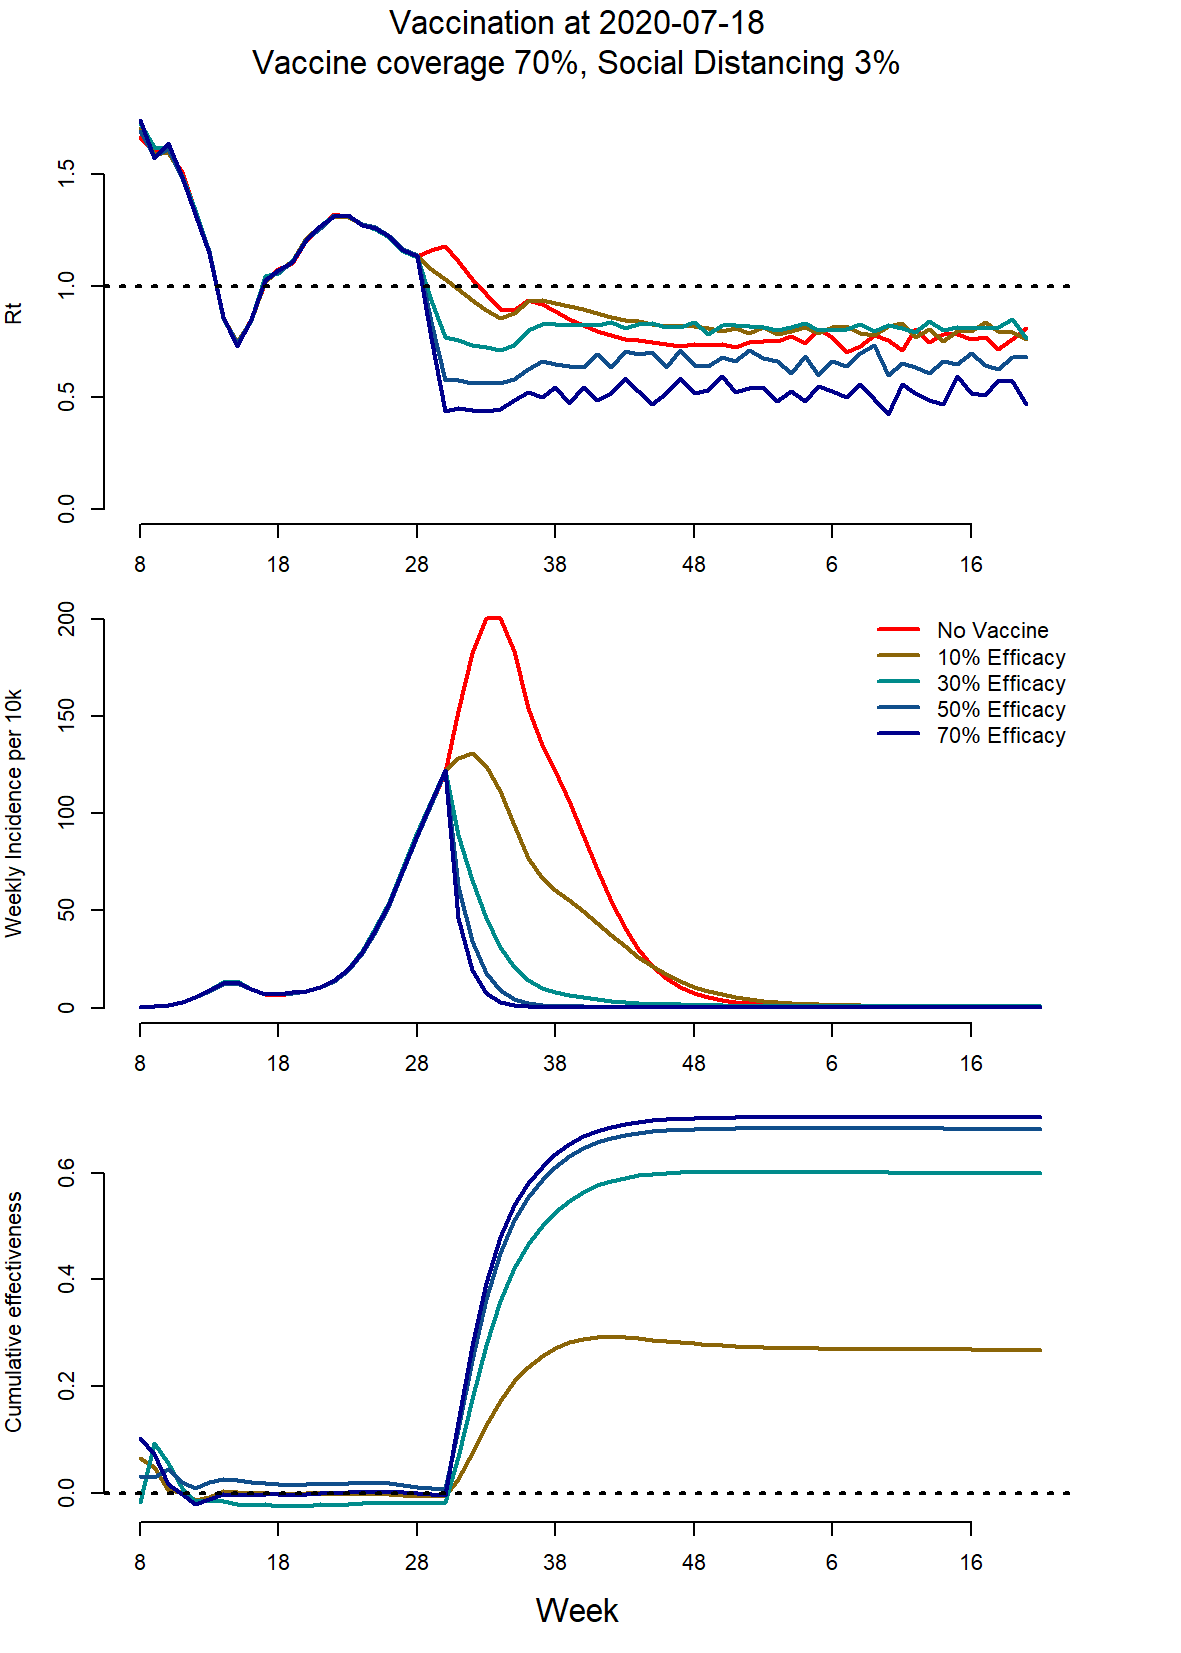 Vaccination at 2020-07-18
Vaccine coverage 70%, Social Distancing 3%
Rt
0.0
0.5
1.0
1.5
8 18 28 38 48 6 16
Weekly Incidence per 10k
0
50
100
150
200
No Vaccine
10% Efficacy
30% Efficacy
50% Efficacy
70% Efficacy
8 18 28 38 48 6 16
Cumulative effectiveness
0.0
0.2
0.4
0.6
8 18 28 38 48 6 16
Week